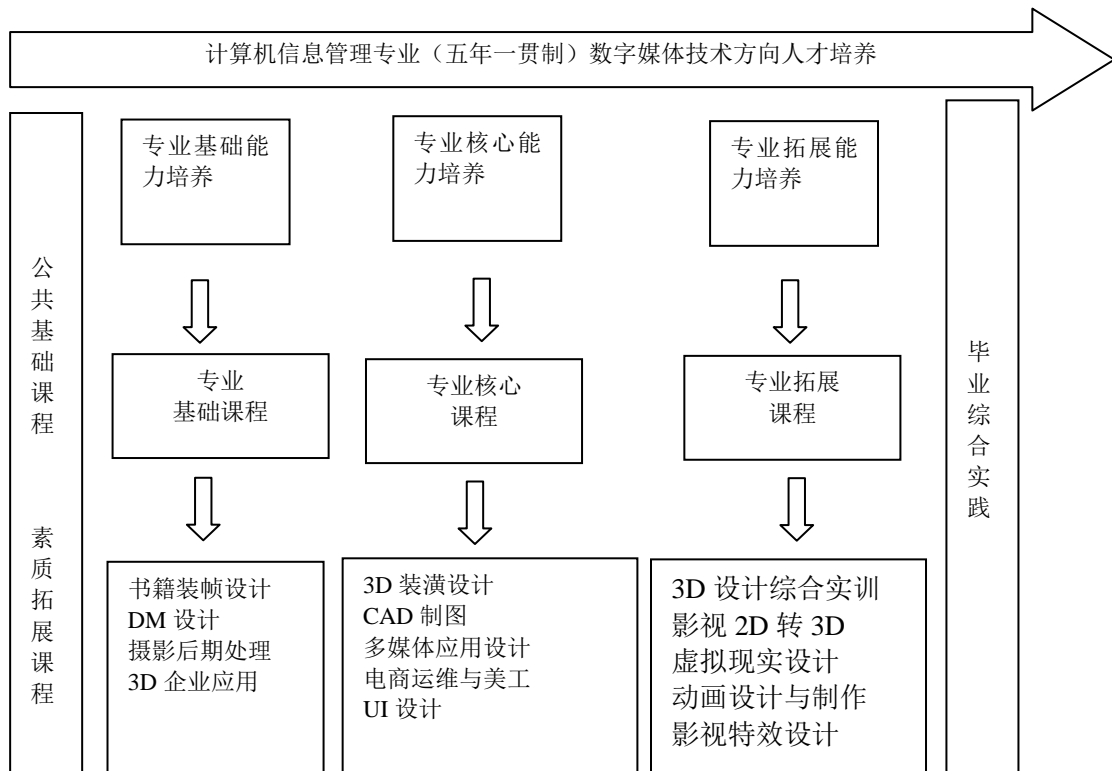 计算机信息管理专业（五年一贯制）数字媒体技术方向人才培养
公共基础课程
素质拓展课程
专业基础能
力培养
专业核心能
力培养
专业拓展能
力培养
专业
基础课程
专业核心
课程
专业拓展
课程
书籍装帧设计
DM 设计
摄影后期处理
3D 企业应用
3D 装潢设计
CAD 制图
多媒体应用设计
电商运维与美工
UI 设计
3D 设计综合实训
影视 2D 转 3D
虚拟现实设计
动画设计与制作
影视特效设计
毕业综合实践